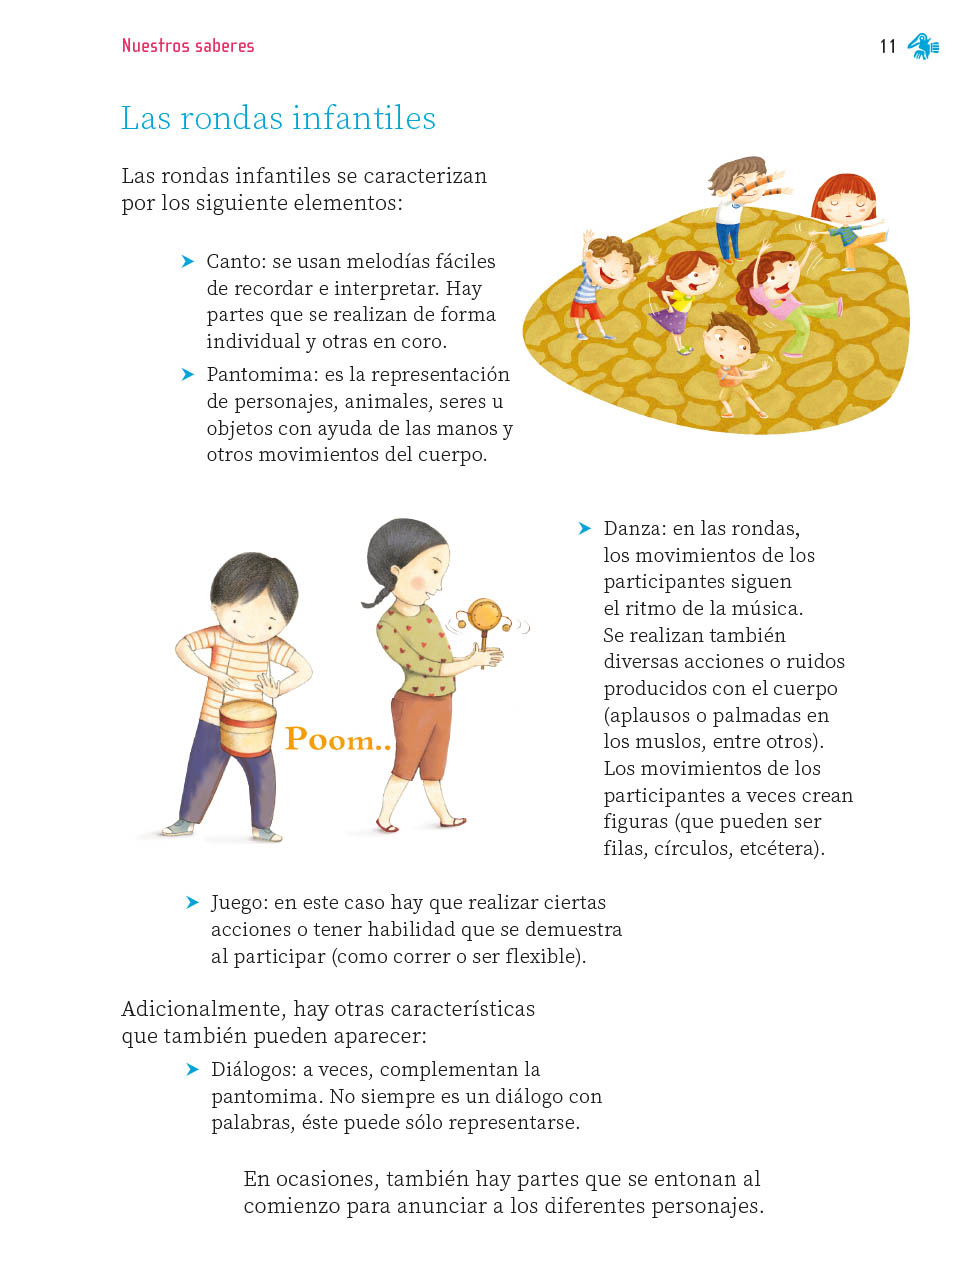 Nuestros saberes
11
Las rondas infantiles
Las rondas infantiles se caracterizan
por los siguiente elementos:
➤ Canto: se usan melodías fáciles
de recordar e interpretar. Hay
partes que se realizan de forma
individual y otras en coro.
➤ Pantomima: es la representación
de personajes, animales, seres u
objetos con ayuda de las manos y
otros movimientos del cuerpo.
Poom..
➤ Danza: en las rondas,
los movimientos de los
participantes siguen
el ritmo de la música.
Se realizan también
diversas acciones o ruidos
producidos con el cuerpo
(aplausos o palmadas en
los muslos, entre otros).
Los movimientos de los
participantes a veces crean
figuras (que pueden ser
filas, círculos, etcétera).
➤ Juego: en este caso hay que realizar ciertas
acciones o tener habilidad que se demuestra
al participar (como correr o ser flexible).
Adicionalmente, hay otras características
que también pueden aparecer:
➤ Diálogos: a veces, complementan la
pantomima. No siempre es un diálogo con
palabras, éste puede sólo representarse.
En ocasiones, también hay partes que se entonan al
comienzo para anunciar a los diferentes personajes.